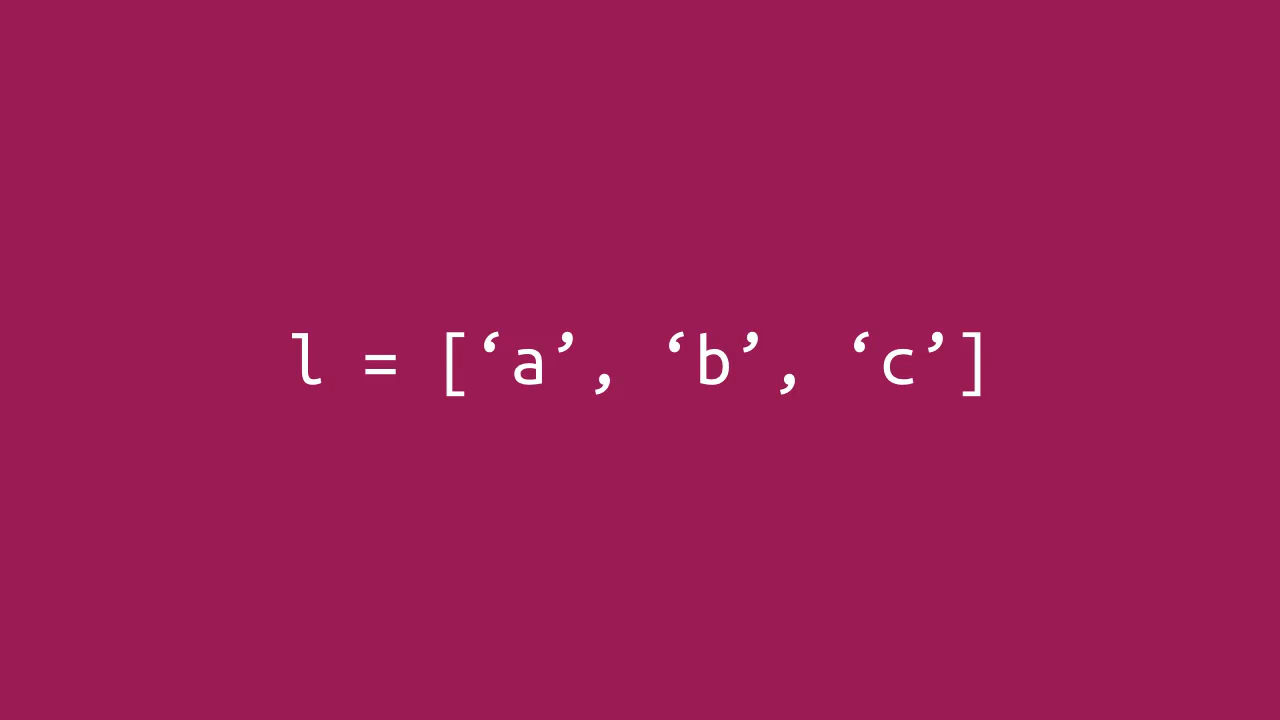 l = [‘a’, ‘b’, ‘c’]